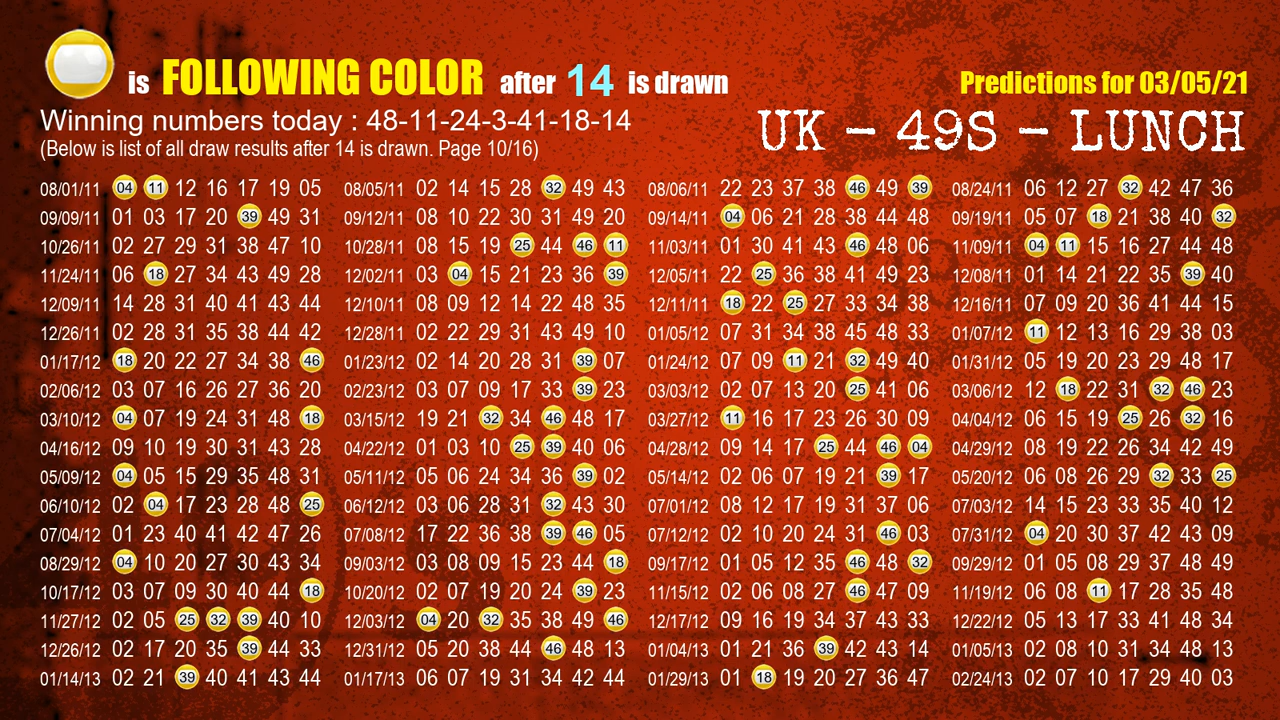 is FOLLOWING COLOR after 14 is drawn
Predictions for 03/05/21
Winning numbers today : 48-11-24-3-41-18-14
UK - 49S - LUNCH
(Below is list of all draw results after 14 is drawn. Page 10/16)
08/01/11 04 11 12 16 17 19 05 08/05/11 02 14 15 28 32 49 43 08/06/11 22 23 37 38 46 49 39 08/24/11 06 12 27 32 42 47 36
09/09/11 01 03 17 20 39 49 31 09/12/11 08 10 22 30 31 49 20 09/14/11 04 06 21 28 38 44 48 09/19/11 05 07 18 21 38 40 32
10/26/11 02 27 29 31 38 47 10 10/28/11 08 15 19 25 44 46 11 11/03/11 01 30 41 43 46 48 06 11/09/11 04 11 15 16 27 44 48
11/24/11 06 18 27 34 43 49 28 12/02/11 03 04 15 21 23 36 39 12/05/11 22 25 36 38 41 49 23 12/08/11 01 14 21 22 35 39 40
12/09/11 14 28 31 40 41 43 44 12/10/11 08 09 12 14 22 48 35 12/11/11 18 22 25 27 33 34 38 12/16/11 07 09 20 36 41 44 15
12/26/11 02 28 31 35 38 44 42 12/28/11 02 22 29 31 43 49 10 01/05/12 07 31 34 38 45 48 33 01/07/12 11 12 13 16 29 38 03
01/17/12 18 20 22 27 34 38 46 01/23/12 02 14 20 28 31 39 07 01/24/12 07 09 11 21 32 49 40 01/31/12 05 19 20 23 29 48 17
02/06/12 03 07 16 26 27 36 20 02/23/12 03 07 09 17 33 39 23 03/03/12 02 07 13 20 25 41 06 03/06/12 12 18 22 31 32 46 23
03/10/12 04 07 19 24 31 48 18 03/15/12 19 21 32 34 46 48 17 03/27/12 11 16 17 23 26 30 09 04/04/12 06 15 19 25 26 32 16
04/16/12 09 10 19 30 31 43 28 04/22/12 01 03 10 25 39 40 06 04/28/12 09 14 17 25 44 46 04 04/29/12 08 19 22 26 34 42 49
05/09/12 04 05 15 29 35 48 31 05/11/12 05 06 24 34 36 39 02 05/14/12 02 06 07 19 21 39 17 05/20/12 06 08 26 29 32 33 25
06/10/12 02 04 17 23 28 48 25 06/12/12 03 06 28 31 32 43 30 07/01/12 08 12 17 19 31 37 06 07/03/12 14 15 23 33 35 40 12
07/04/12 01 23 40 41 42 47 26 07/08/12 17 22 36 38 39 46 05 07/12/12 02 10 20 24 31 46 03 07/31/12 04 20 30 37 42 43 09
08/29/12 04 10 20 27 30 43 34 09/03/12 03 08 09 15 23 44 18 09/17/12 01 05 12 35 46 48 32 09/29/12 01 05 08 29 37 48 49
10/17/12 03 07 09 30 40 44 18 10/20/12 02 07 19 20 24 39 23 11/15/12 02 06 08 27 46 47 09 11/19/12 06 08 11 17 28 35 48
11/27/12 02 05 25 32 39 40 10 12/03/12 04 20 32 35 38 49 46 12/17/12 09 16 19 34 37 43 33 12/22/12 05 13 17 33 41 48 34
12/26/12 02 17 20 35 39 44 33 12/31/12 05 20 38 44 46 48 13 01/04/13 01 21 36 39 42 43 14 01/05/13 02 08 10 31 34 48 13
01/14/13 02 21 39 40 41 43 44 01/17/13 06 07 19 31 34 42 44 01/29/13 01 18 19 20 27 36 47 02/24/13 02 07 10 17 29 40 03